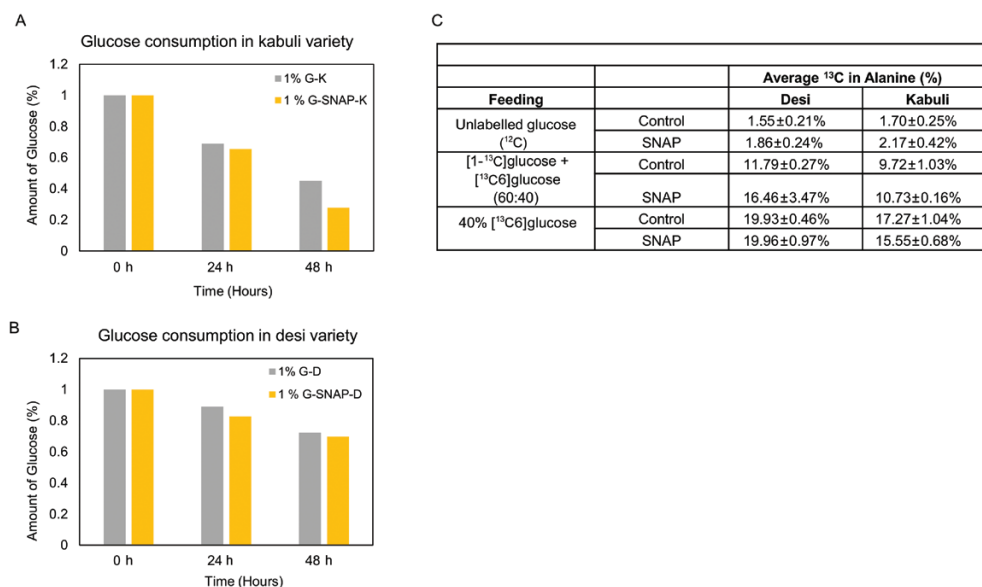 A
Glucose consumption in kabuli variety
1.2
1
0.8
0.6
0.4
0.2
0
Amount of Glucose (%)
1% G-K
1 % G-SNAP-K
0 h 24 h 48 h
Time (Hours)
B
Glucose consumption in desi variety
1.2
1
0.8
0.6
0.4
0.2
0
Amount of Glucose (%)
1% G-D
1 % G-SNAP-D
0 h 24 h 48 h
Time (Hours)
C
Average ¹³C in Alanine (%)
Feeding Desi Kabuli
Unlabelled glucose (¹²C) Control 1.55±0.21% 1.70±0.25%
SNAP 1.86±0.24% 2.17±0.42%
[1-¹³C]glucose + [¹³C6]glucose (60:40) Control 11.79±0.27% 9.72±1.03%
SNAP 16.46±3.47% 10.73±0.16%
40% [¹³C6]glucose Control 19.93±0.46% 17.27±1.04%
SNAP 19.96±0.97% 15.55±0.68%